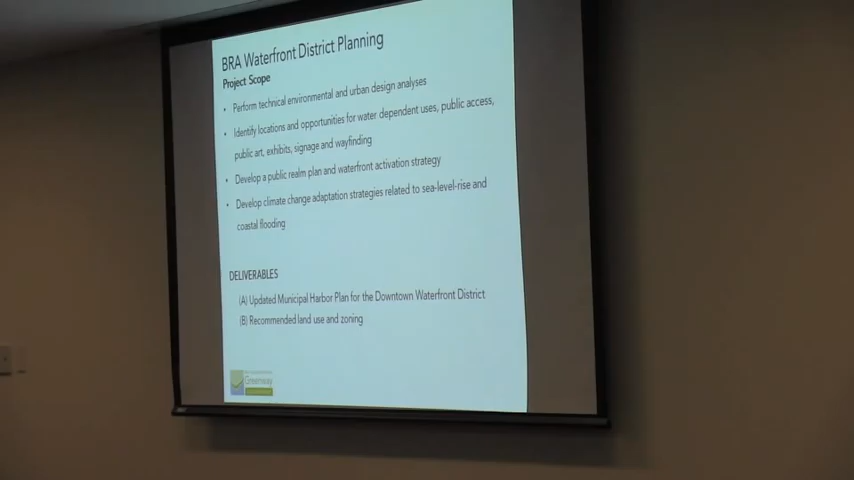 BRA Waterfront District Planning
Project Scope
• Perform technical environmental and urban design analyses
• Identify locations and opportunities for water dependent uses, public access,
public art, exhibits, signage and wayfinding
• Develop a public realm plan and waterfront activation strategy
• Develop climate change adaptation strategies related to sea-level-rise and
coastal flooding
DELIVERABLES
(A) Updated Municipal Harbor Plan for the Downtown Waterfront District
(B) Recommended land use and zoning
Greenway